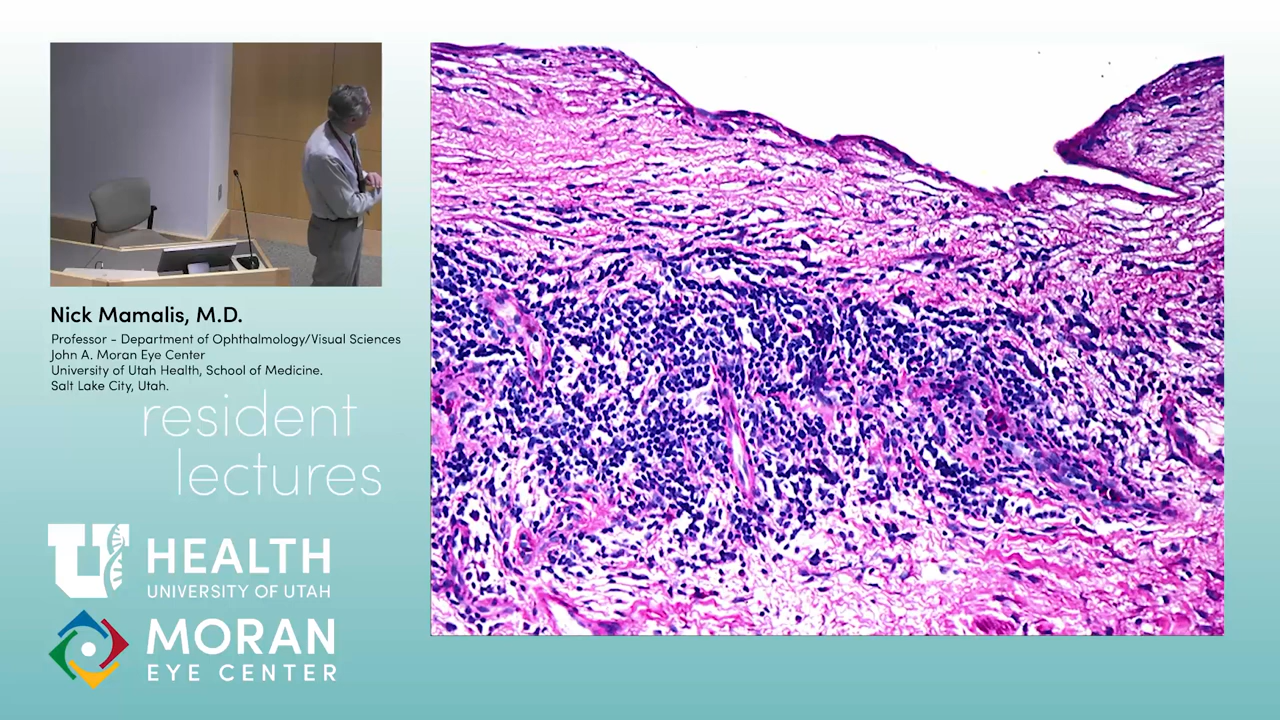 Nick Mamalis, M.D.
Professor - Department of Ophthalmology/Visual Sciences
John A. Moran Eye Center
University of Utah Health, School of Medicine.
Salt Lake City, Utah.
resident
lectures
U HEALTH
UNIVERSITY OF UTAH
MORAN
EYE CENTER